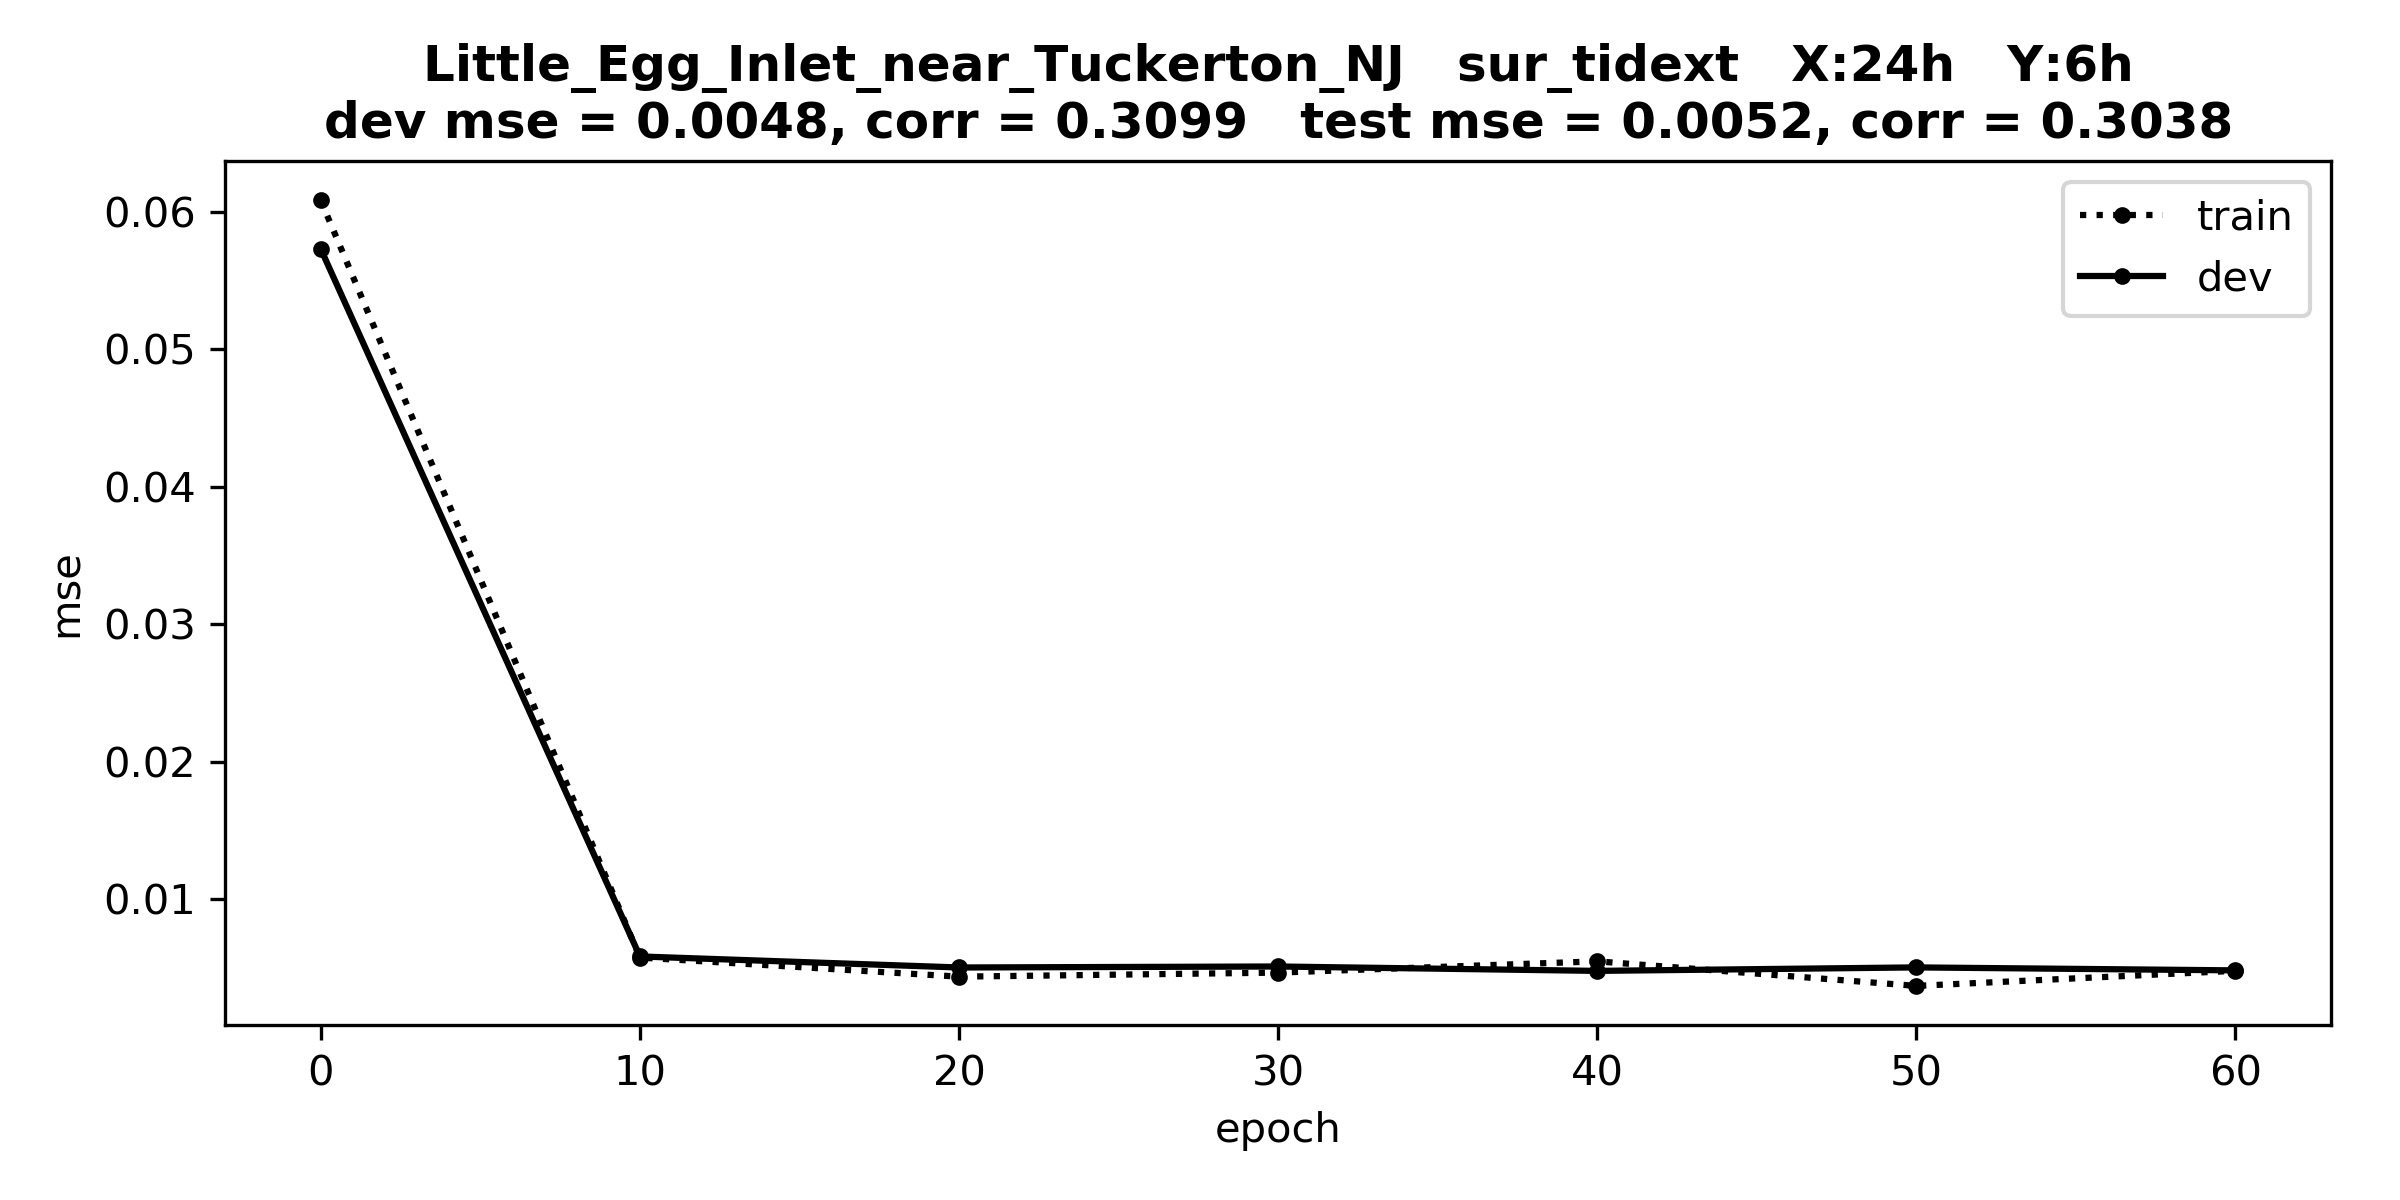 Little_Egg_Inlet_near_Tuckerton_NJ   sur_tidext   X:24h   Y:6h
dev mse = 0.0048, corr = 0.3099   test mse = 0.0052, corr = 0.3038
train
dev
0.06
0.05
0.04
0.03
0.02
0.01
mse
0 10 20 30 40 50 60
epoch